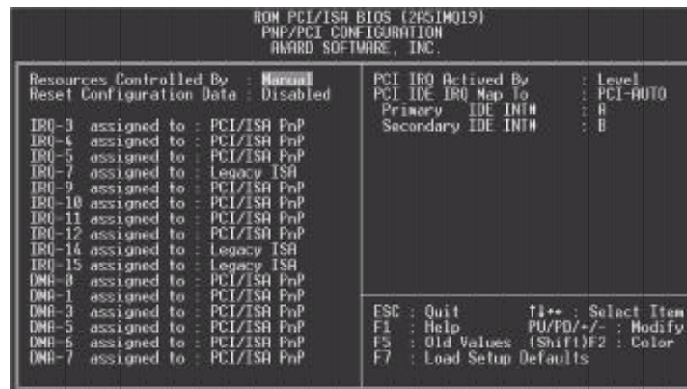 ROM PCI/ISA BIOS (2A5IMQ19)
PNP/PCI CONFIGURATION
AWARD SOFTWARE, INC.
Resources Controlled By : Manual
Reset Configuration Data : Disabled
IRQ-3 assigned to : PCI/ISA PnP
IRQ-4 assigned to : PCI/ISA PnP
IRQ-5 assigned to : PCI/ISA PnP
IRQ-7 assigned to : Legacy ISA
IRQ-9 assigned to : PCI/ISA PnP
IRQ-10 assigned to : PCI/ISA PnP
IRQ-11 assigned to : PCI/ISA PnP
IRQ-12 assigned to : PCI/ISA PnP
IRQ-14 assigned to : Legacy ISA
IRQ-15 assigned to : Legacy ISA
DMA-0 assigned to : PCI/ISA PnP
DMA-1 assigned to : PCI/ISA PnP
DMA-3 assigned to : PCI/ISA PnP
DMA-5 assigned to : PCI/ISA PnP
DMA-6 assigned to : PCI/ISA PnP
DMA-7 assigned to : PCI/ISA PnP
PCI IRQ Actived By : Level
PCI IDE IRQ Map To : PCI-AUTO
Primary IDE INT# : A
Secondary IDE INT# : B
ESC : Quit ↑↓→← : Select Item
F1 : Help PU/PD/+/- : Modify
F5 : Old Values (Shift)F2 : Color
F7 : Load Setup Defaults